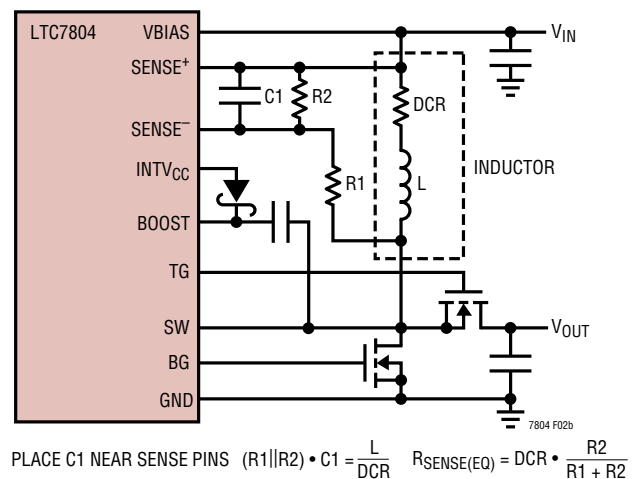 LTC7804
VBIAS
VIN
SENSE+
C1
R2
DCR
SENSE–
INTVCC
R1
L
INDUCTOR
BOOST
TG
SW
VOUT
BG
GND
7804 F02b
PLACE C1 NEAR SENSE PINS (R1||R2) • C1 = L/DCR RSENSE(EQ) = DCR • R2/R1 + R2